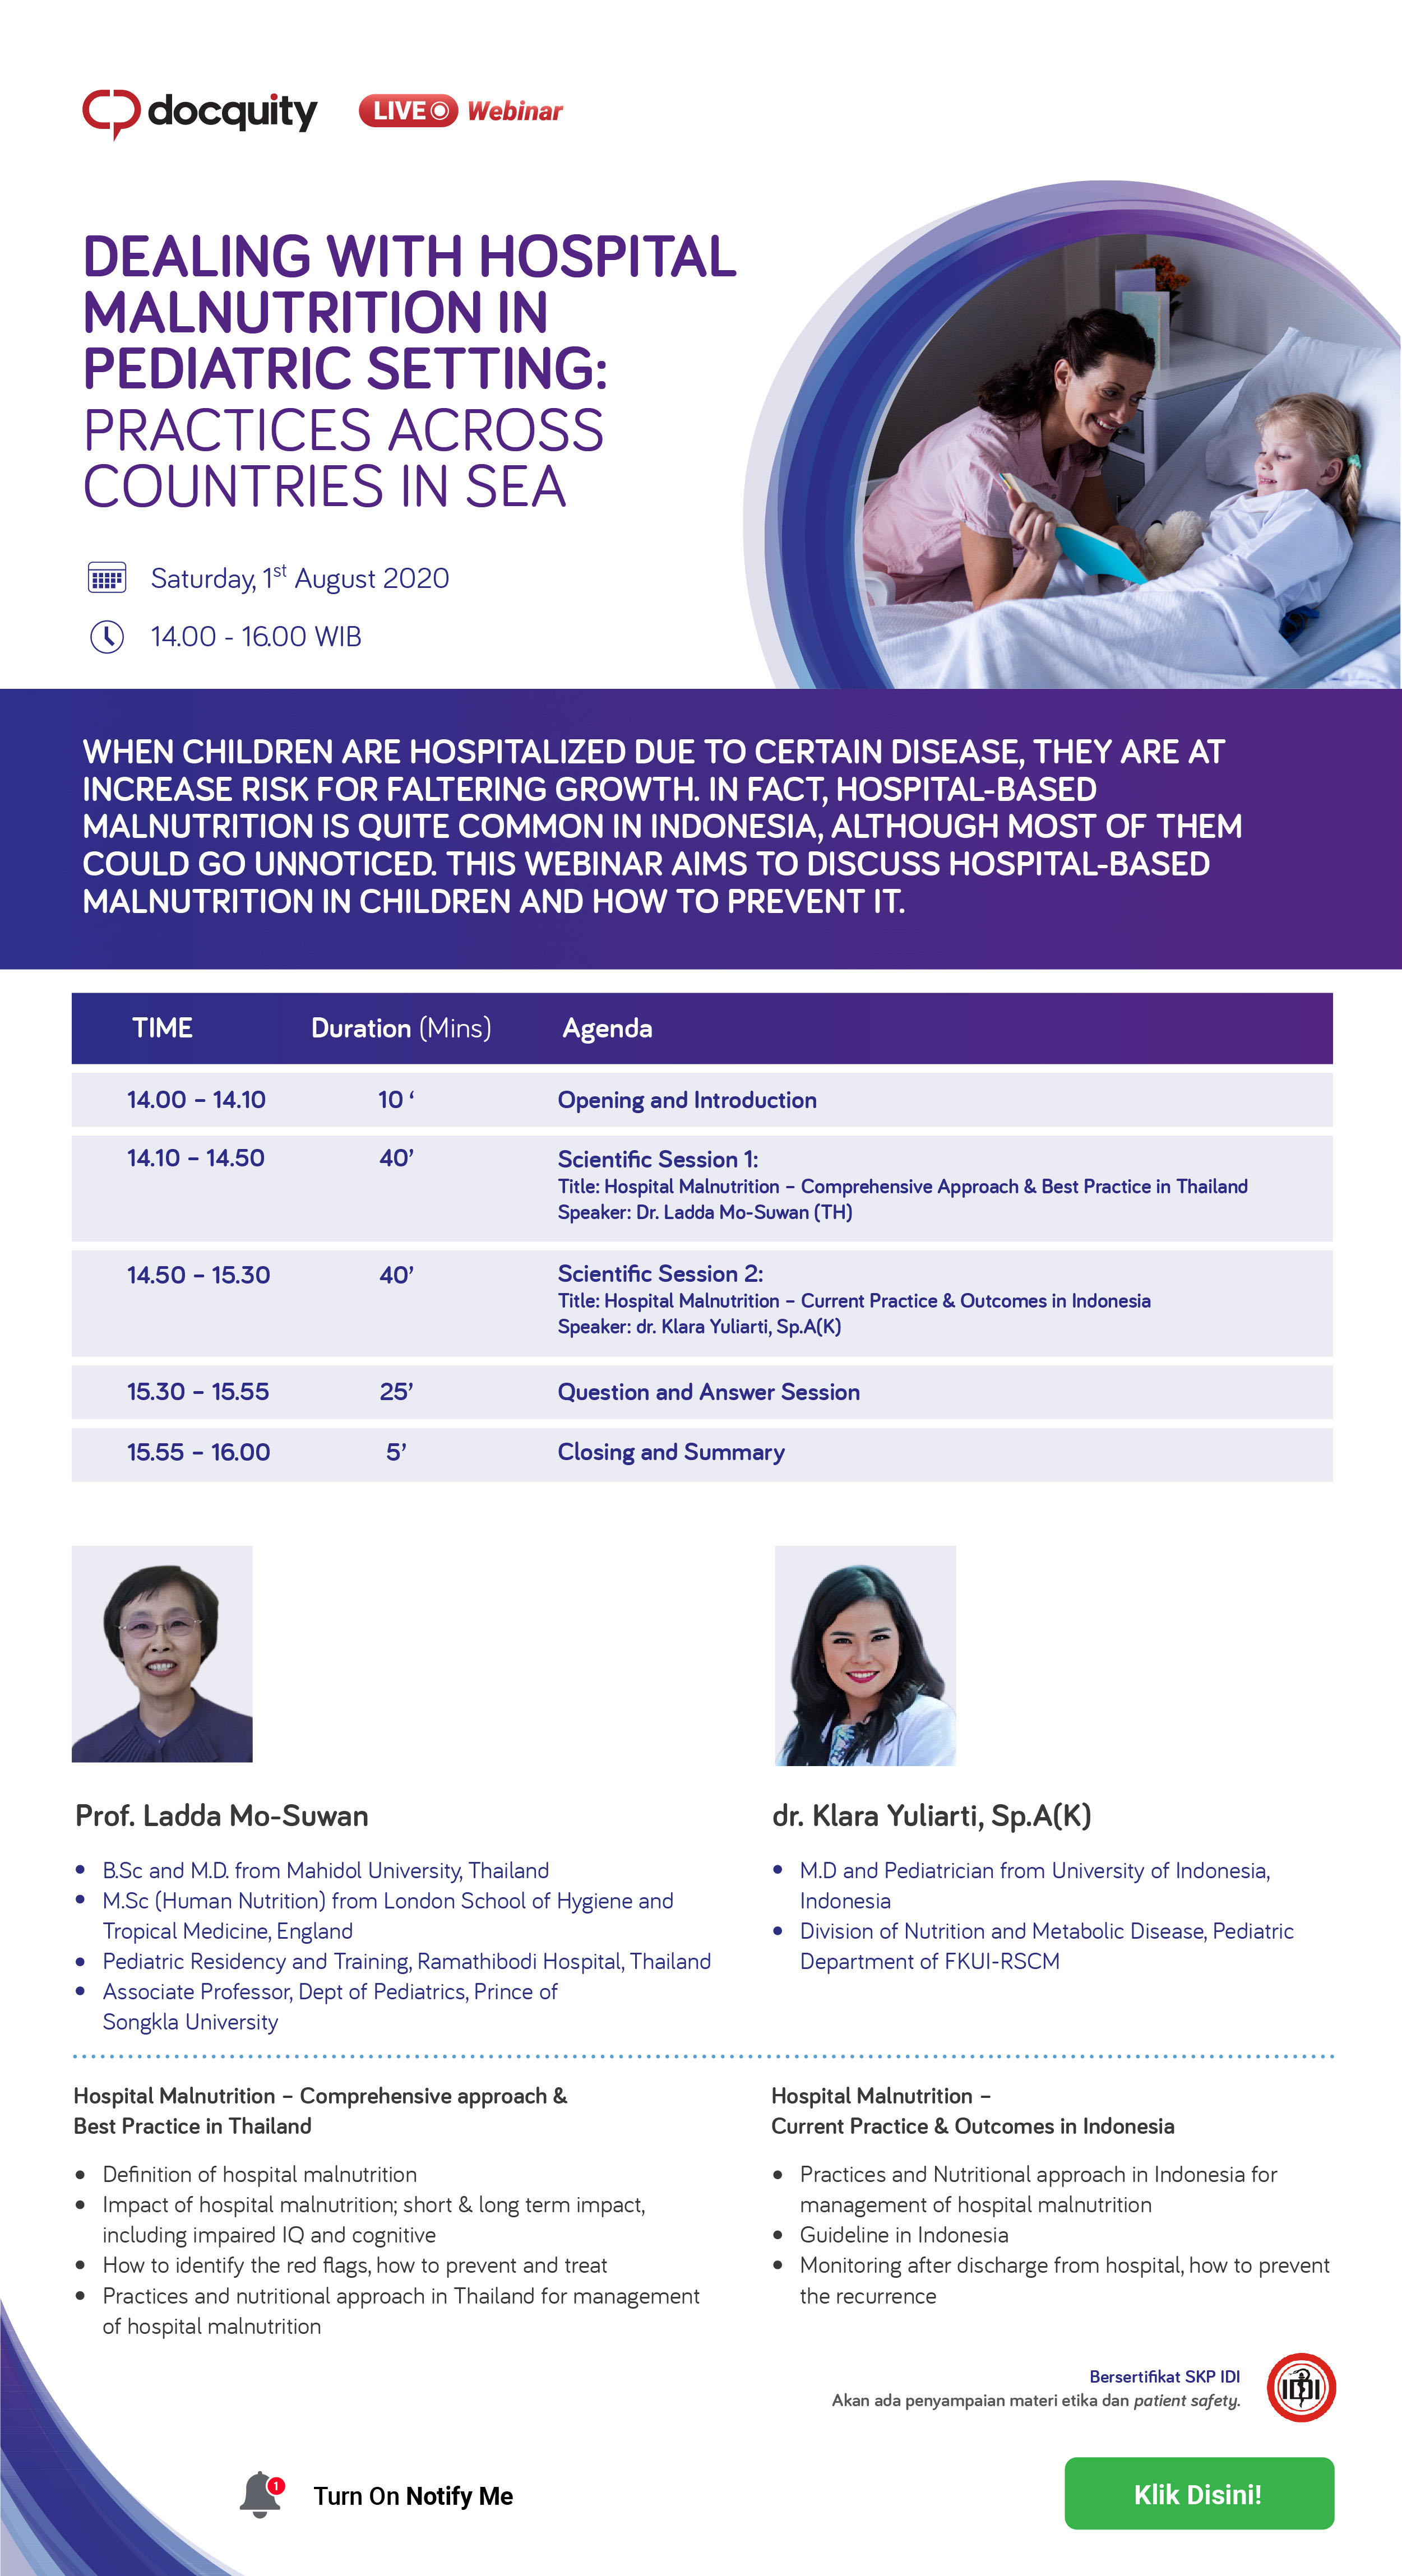 docquity LIVE Webinar
DEALING WITH HOSPITAL
MALNUTRITION IN
PEDIATRIC SETTING:
PRACTICES ACROSS
COUNTRIES IN SEA
Saturday, 1st August 2020
14.00 - 16.00 WIB
WHEN CHILDREN ARE HOSPITALIZED DUE TO CERTAIN DISEASE, THEY ARE AT
INCREASE RISK FOR FALTERING GROWTH. IN FACT, HOSPITAL-BASED
MALNUTRITION IS QUITE COMMON IN INDONESIA, ALTHOUGH MOST OF THEM
COULD GO UNNOTICED. THIS WEBINAR AIMS TO DISCUSS HOSPITAL-BASED
MALNUTRITION IN CHILDREN AND HOW TO PREVENT IT.
TIME Duration (Mins) Agenda
14.00 – 14.10 10 ‘ Opening and Introduction
14.10 – 14.50 40’ Scientific Session 1:
Title: Hospital Malnutrition – Comprehensive Approach & Best Practice in Thailand
Speaker: Dr. Ladda Mo-Suwan (TH)
14.50 – 15.30 40’ Scientific Session 2:
Title: Hospital Malnutrition – Current Practice & Outcomes in Indonesia
Speaker: dr. Klara Yuliarti, Sp.A(K)
15.30 – 15.55 25’ Question and Answer Session
15.55 – 16.00 5’ Closing and Summary
Prof. Ladda Mo-Suwan
• B.Sc and M.D. from Mahidol University, Thailand
• M.Sc (Human Nutrition) from London School of Hygiene and
Tropical Medicine, England
• Pediatric Residency and Training, Ramathibodi Hospital, Thailand
• Associate Professor, Dept of Pediatrics, Prince of
Songkla University
dr. Klara Yuliarti, Sp.A(K)
• M.D and Pediatrician from University of Indonesia,
Indonesia
• Division of Nutrition and Metabolic Disease, Pediatric
Department of FKUI-RSCM
Hospital Malnutrition – Comprehensive approach &
Best Practice in Thailand
• Definition of hospital malnutrition
• Impact of hospital malnutrition; short & long term impact,
including impaired IQ and cognitive
• How to identify the red flags, how to prevent and treat
• Practices and nutritional approach in Thailand for management
of hospital malnutrition
Hospital Malnutrition –
Current Practice & Outcomes in Indonesia
• Practices and Nutritional approach in Indonesia for
management of hospital malnutrition
• Guideline in Indonesia
• Monitoring after discharge from hospital, how to prevent
the recurrence
Bersertifikat SKP IDI
Akan ada penyampaian materi etika dan patient safety.
IDI
1
Turn On Notify Me
Klik Disini!